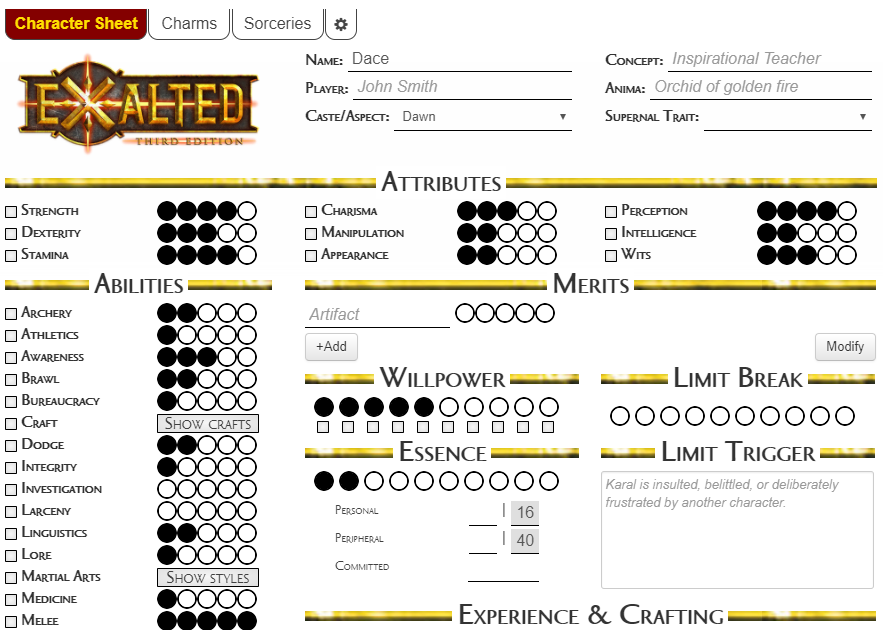 Character Sheet Charms Sorceries
EXALTED
THIRD EDITION
Name: Dace
Player: John Smith
Caste/Aspect: Dawn
Concept: Inspirational Teacher
Anima: Orchid of golden fire
Supernal Trait:
Attributes
Strength
Dexterity
Stamina
Charisma
Manipulation
Appearance
Perception
Intelligence
Wits
Abilities
Archery
Athletics
Awareness
Brawl
Bureaucracy
Craft Show crafts
Dodge
Integrity
Investigation
Larceny
Linguistics
Lore
Martial Arts Show styles
Medicine
Melee
Merits
Artifact
+Add
Modify
Willpower
Essence
Personal | 16
Peripheral | 40
Committed
Limit Break
Limit Trigger
Karal is insulted, belittled, or deliberately
frustrated by another character.
Experience & Crafting